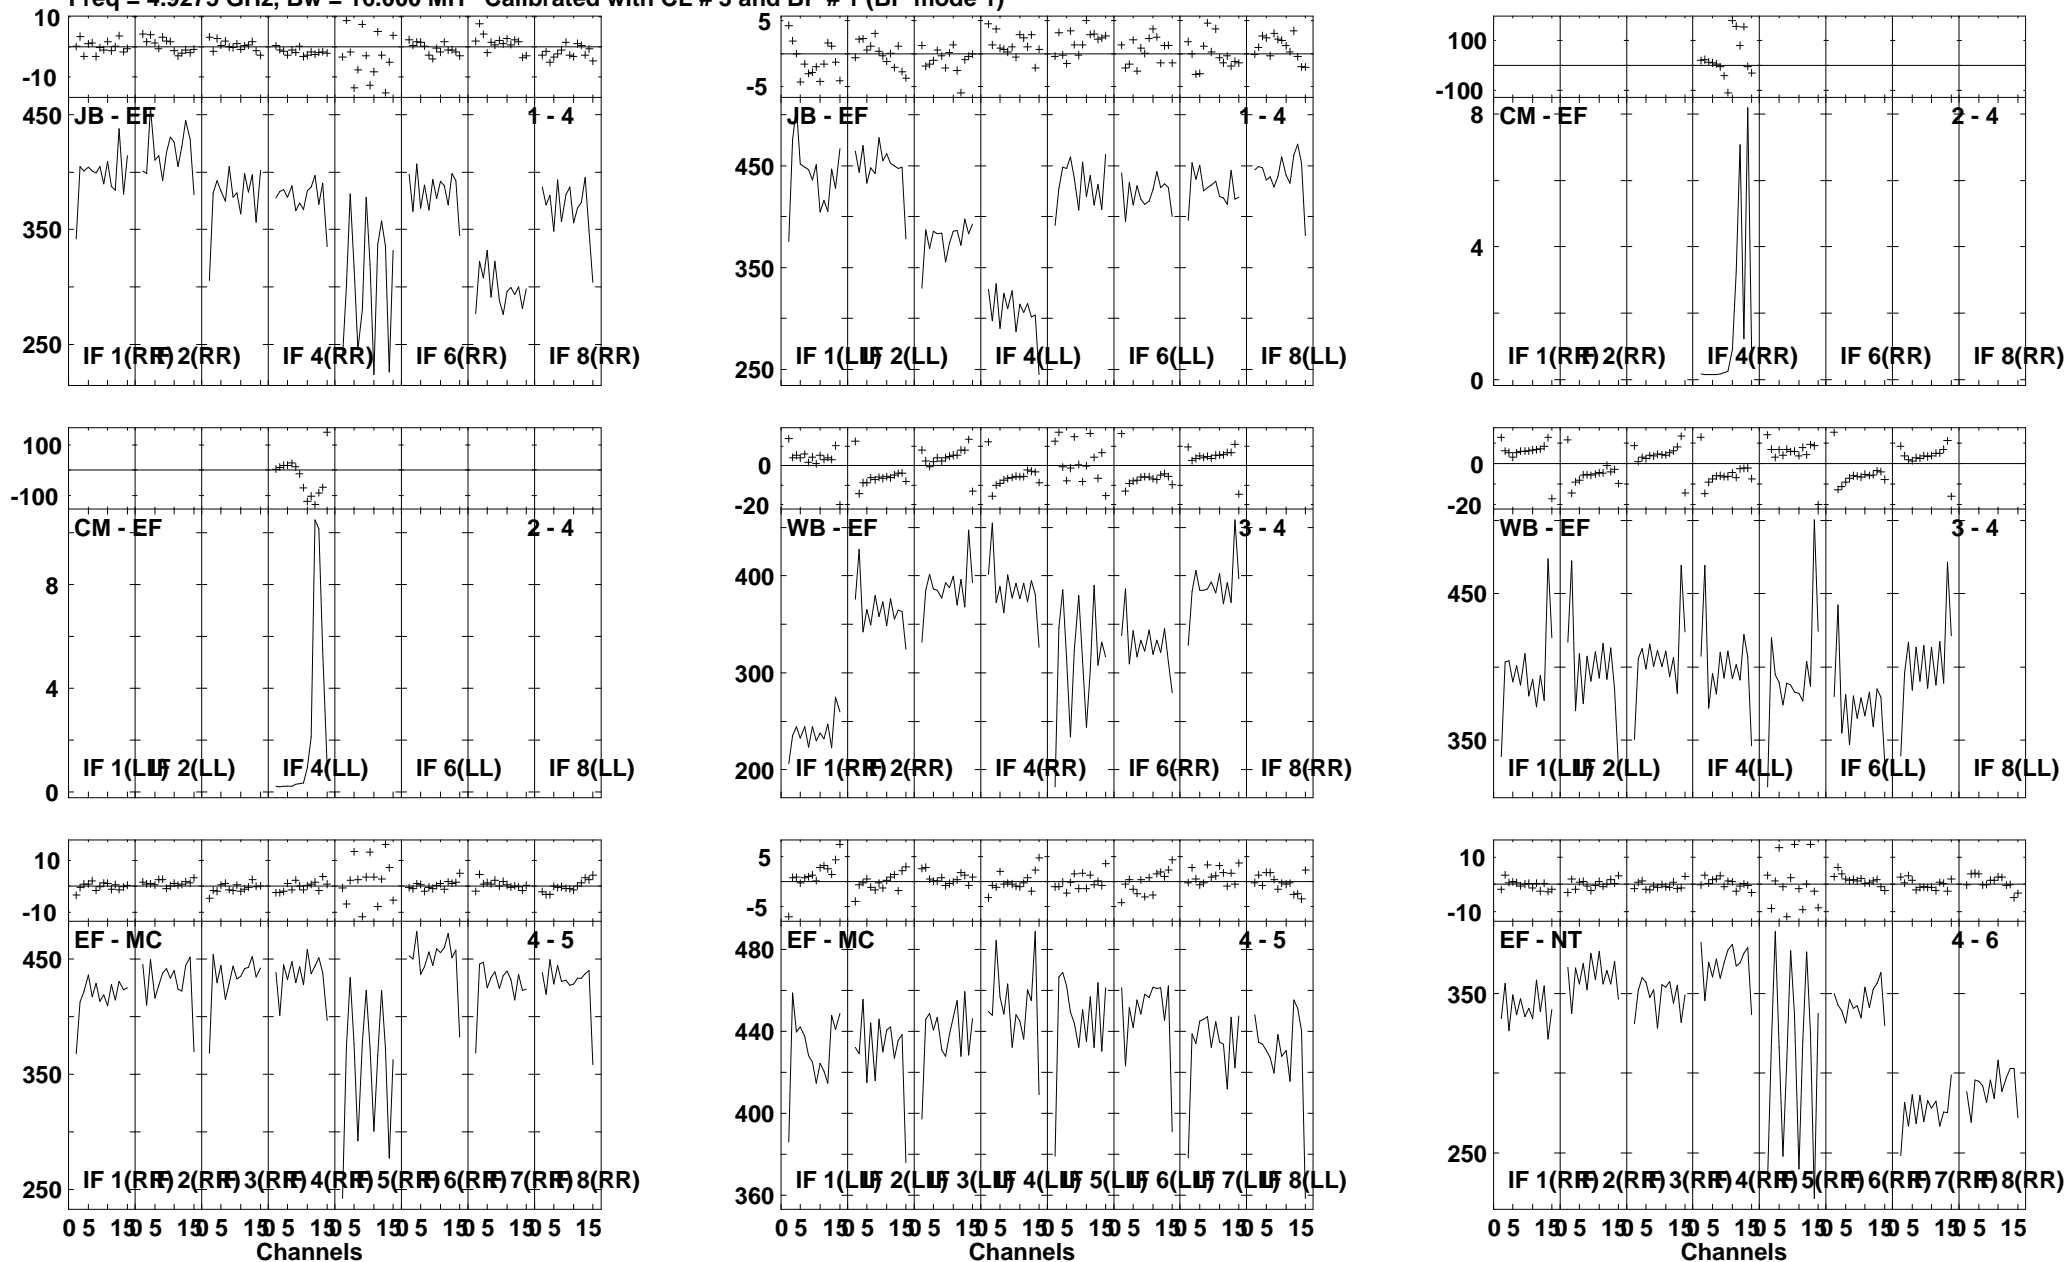 Freq = 4.9275 GHz, Bw = 16.000 MH Calibrated with CL # 3 and BP # 1 (BP mode 1)
10
-10
450
350
250
JB - EF 1 - 4
IF 1(RR) IF 2(RR) IF 4(RR) IF 6(RR) IF 8(RR)
5
-5
450
350
250
JB - EF 1 - 4
IF 1(LL) IF 2(LL) IF 4(LL) IF 6(LL) IF 8(LL)
100
-100
8
4
0
CM - EF 2 - 4
IF 1(RR) IF 2(RR) IF 4(RR) IF 6(RR) IF 8(RR)
100
-100
8
4
0
CM - EF 2 - 4
IF 1(LL) IF 2(LL) IF 4(LL) IF 6(LL) IF 8(LL)
0
-20
400
300
200
WB - EF 3 - 4
IF 1(RR) IF 2(RR) IF 4(RR) IF 6(RR) IF 8(RR)
0
-20
450
350
WB - EF 3 - 4
IF 1(LL) IF 2(LL) IF 4(LL) IF 6(LL) IF 8(LL)
10
-10
450
350
250
EF - MC 4 - 5
IF 1(RR) IF 2(RR) IF 3(RR) IF 4(RR) IF 5(RR) IF 6(RR) IF 7(RR) IF 8(RR)
0 5 15 0 5 15 0 5 15 0 5 15 0 5 15 0 5 15 0 5 15 0 5 15
Channels
5
-5
480
440
400
360
EF - MC 4 - 5
IF 1(LL) IF 2(LL) IF 3(LL) IF 4(LL) IF 5(LL) IF 6(LL) IF 7(LL) IF 8(LL)
0 5 15 0 5 15 0 5 15 0 5 15 0 5 15 0 5 15 0 5 15 0 5 15
Channels
10
-10
350
250
EF - NT 4 - 6
IF 1(RR) IF 2(RR) IF 3(RR) IF 4(RR) IF 5(RR) IF 6(RR) IF 7(RR) IF 8(RR)
0 5 15 0 5 15 0 5 15 0 5 15 0 5 15 0 5 15 0 5 15 0 5 15
Channels